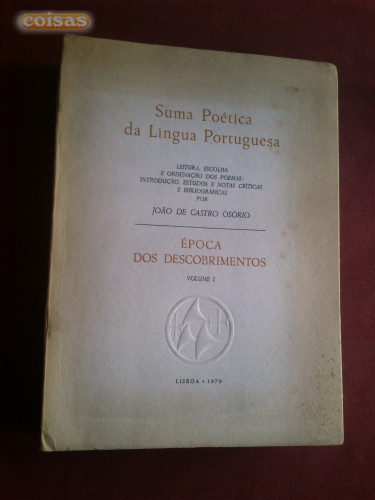 coisas
Suma Poética
da Língua Portuguesa
LEITURA, ESCOLHA
E ORDENAÇÃO DOS POEMAS;
INTRODUÇÃO, ESTUDOS E NOTAS CRÍTICAS
E BIBLIOGRÁFICAS
POR
JOÃO DE CASTRO OSÓRIO
ÉPOCA
DOS DESCOBRIMENTOS
VOLUME I
LISBOA • 1970